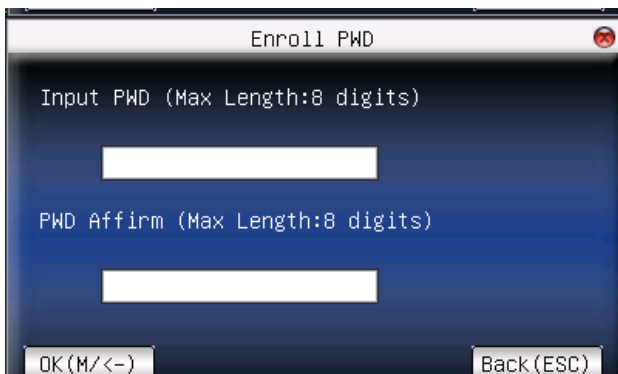 Enroll PWD
Input PWD (Max Length:8 digits)
PWD Affirm (Max Length:8 digits)
OK(M/<-)
Back(ESC)